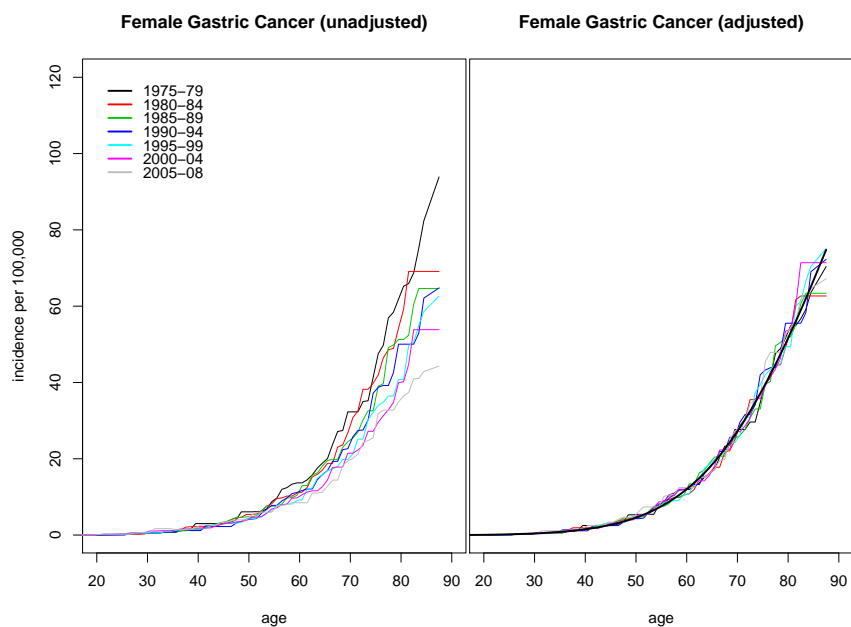 Female Gastric Cancer (unadjusted)
Female Gastric Cancer (adjusted)
incidence per 100,000
120
100
80
60
40
20
0
1975−79
1980−84
1985−89
1990−94
1995−99
2000−04
2005−08
20 30 40 50 60 70 80 90
20 30 40 50 60 70 80 90
age
age